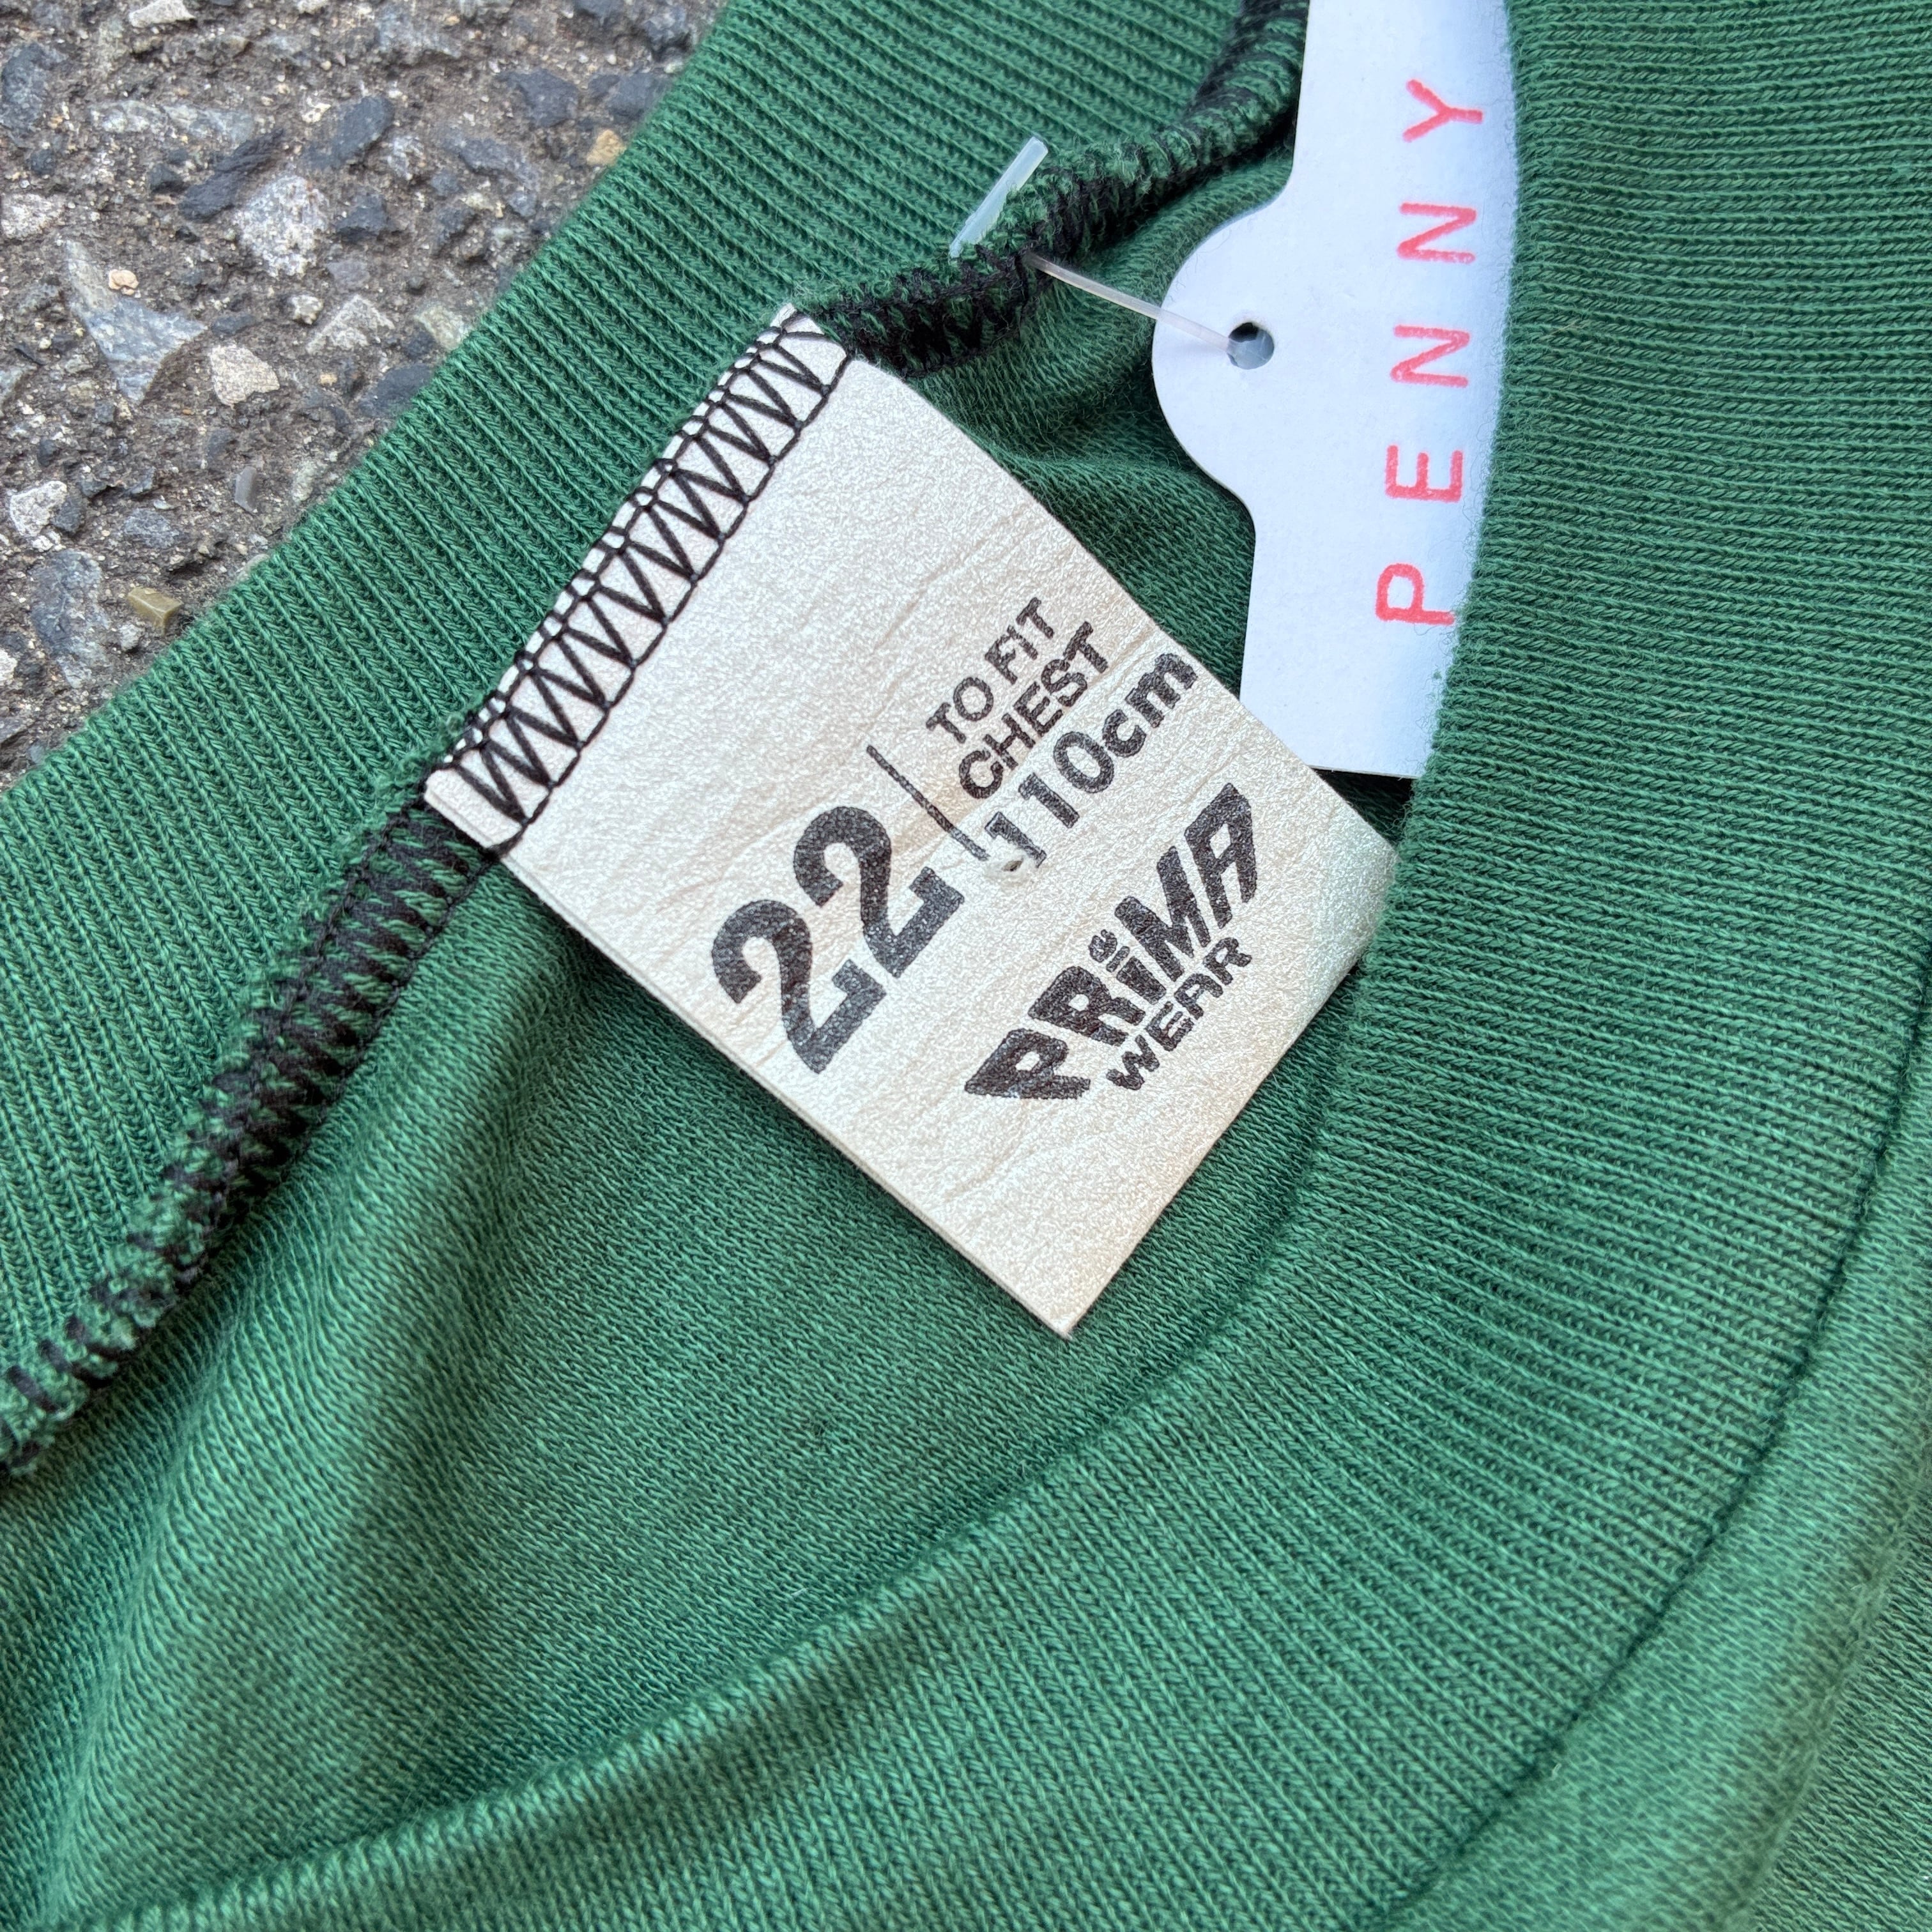 PENNY
22
TO FIT
CHEST
110cm
PRiMA
WEAR